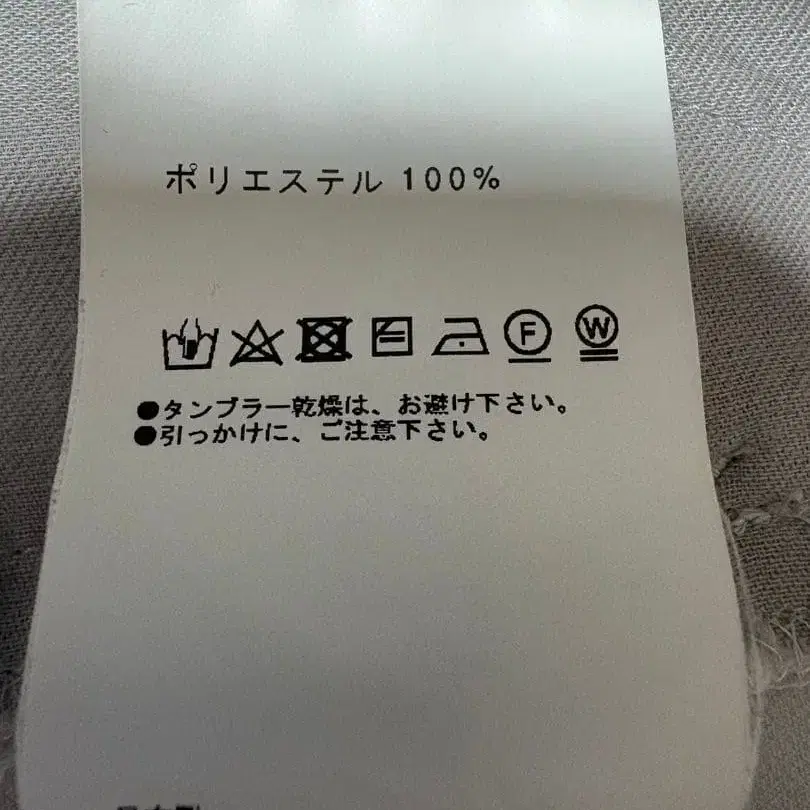 ポリエステル 100%
F W
●タンブラー乾燥は、お避け下さい。
●引っかけに、ご注意下さい。